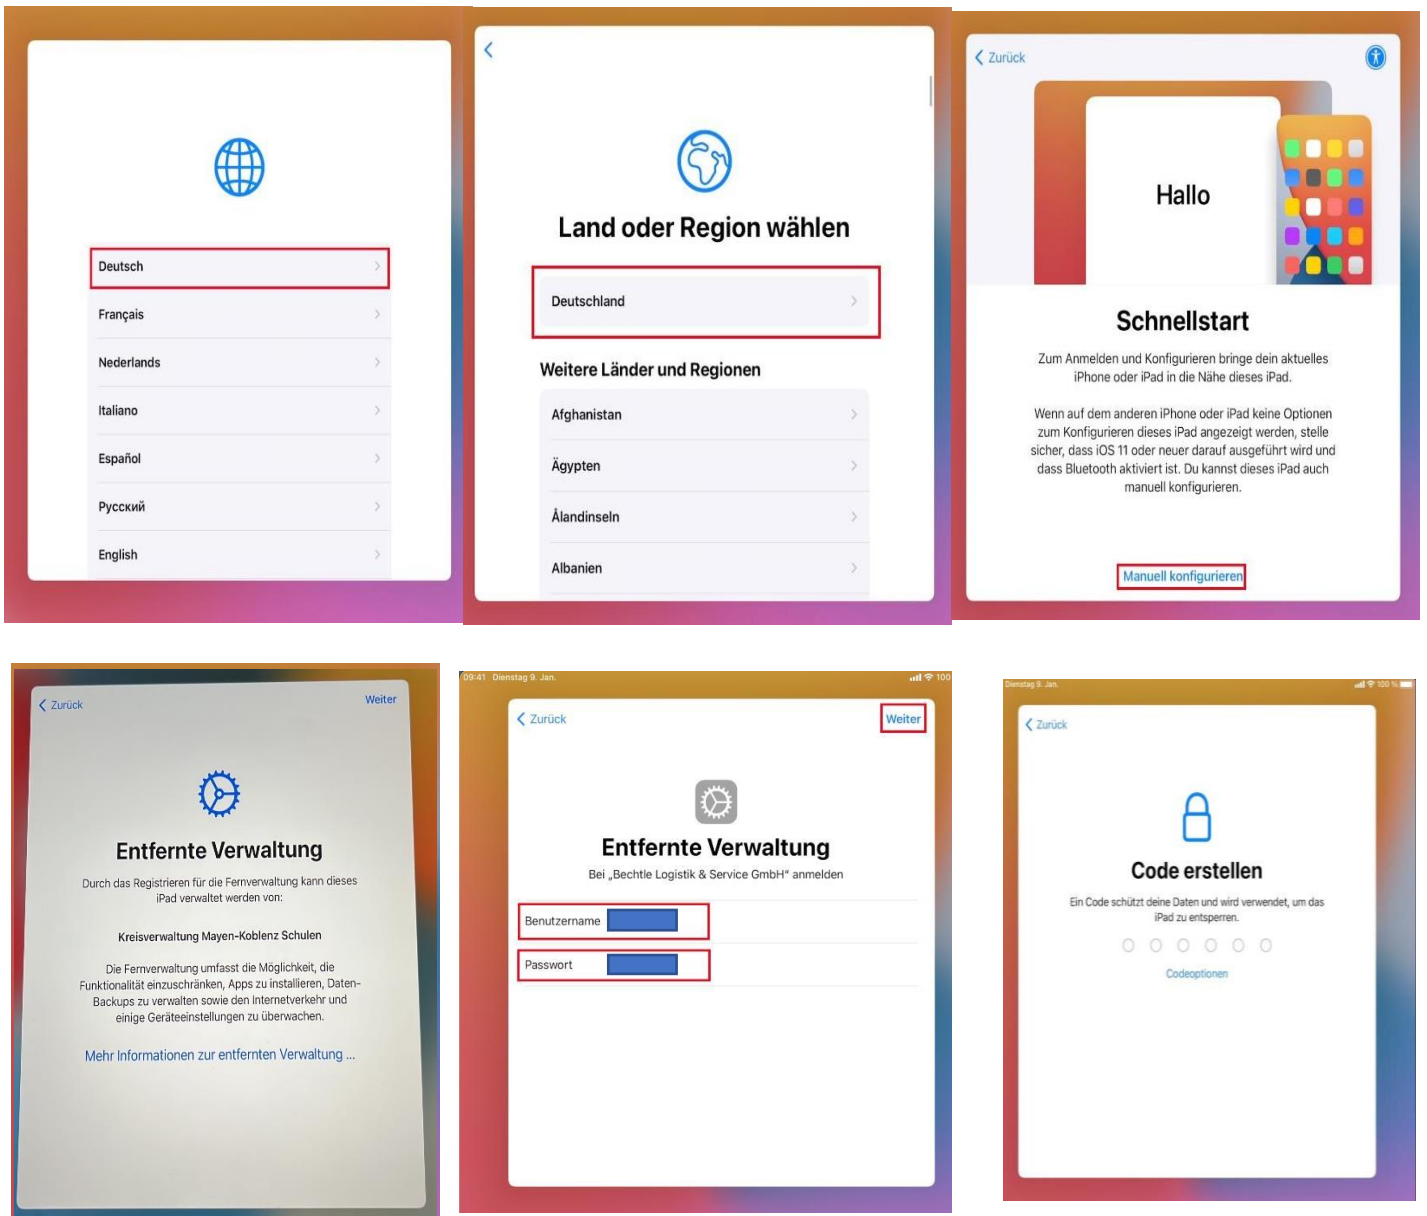 Deutsch
Français
Nederlands
Italiano
Español
Русский
English
Land oder Region wählen
Deutschland
Weitere Länder und Regionen
Afghanistan
Ägypten
Ålandinseln
Albanien
Zurück
Hallo
Schnellstart
Zum Anmelden und Konfigurieren bringe dein aktuelles
iPhone oder iPad in die Nähe dieses iPad.
Wenn auf dem anderen iPhone oder iPad keine Optionen
zum Konfigurieren dieses iPad angezeigt werden, stelle
sicher, dass iOS 11 oder neuer darauf ausgeführt wird und
dass Bluetooth aktiviert ist. Du kannst dieses iPad auch
manuell konfigurieren.
Manuell konfigurieren
Zurück
Weiter
Entfernte Verwaltung
Durch das Registrieren für die Fernverwaltung kann dieses
iPad verwaltet werden von:
Kreisverwaltung Mayen-Koblenz Schulen
Die Fernverwaltung umfasst die Möglichkeit, die
Funktionalität einzuschränken, Apps zu installieren, Daten-
Backups zu verwalten sowie den Internetverkehr und
einige Geräteeinstellungen zu überwachen.
Mehr Informationen zur entfernten Verwaltung ...
09:41 Dienstag 9. Jan.
100
Zurück
Weiter
Entfernte Verwaltung
Bei „Bechtle Logistik & Service GmbH" anmelden
Benutzername
Passwort
Dienstag 9. Jan.
100 %
Zurück
Code erstellen
Ein Code schützt deine Daten und wird verwendet, um das
iPad zu entsperren.
Codeoptionen